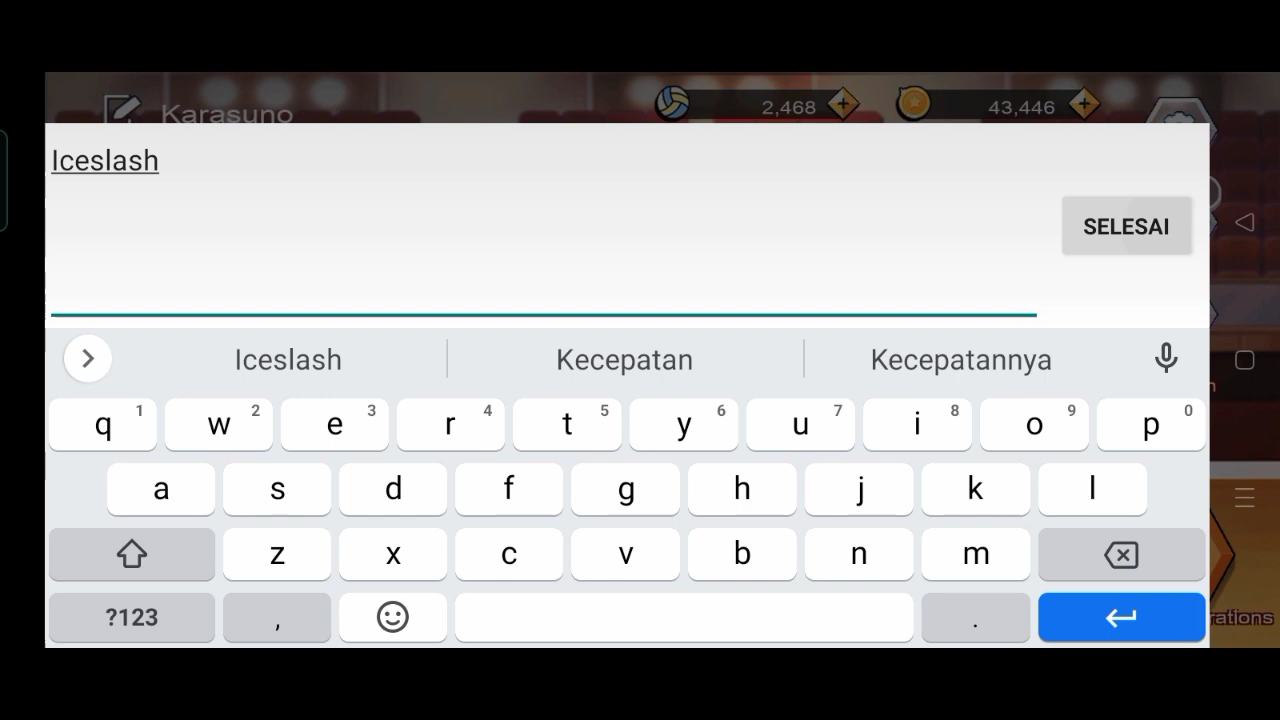 Karasuno 2,468 43,446
Iceslash
SELESAI
Iceslash Kecepatan Kecepatannya
q 1 w 2 e 3 r 4 t 5 y 6 u 7 i 8 o 9 p 0
a s d f g h j k l
z x c v b n m
?123 , .
rations